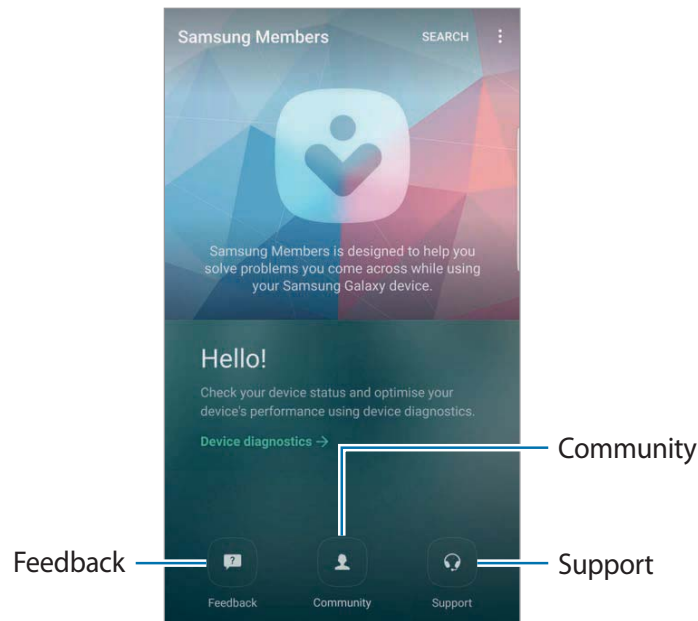 Samsung Members SEARCH
Samsung Members is designed to help you
solve problems you come across while using
your Samsung Galaxy device.
Hello!
Check your device status and optimise your
device's performance using device diagnostics.
Device diagnostics →
Community
Feedback
Support
?
Feedback Community Support